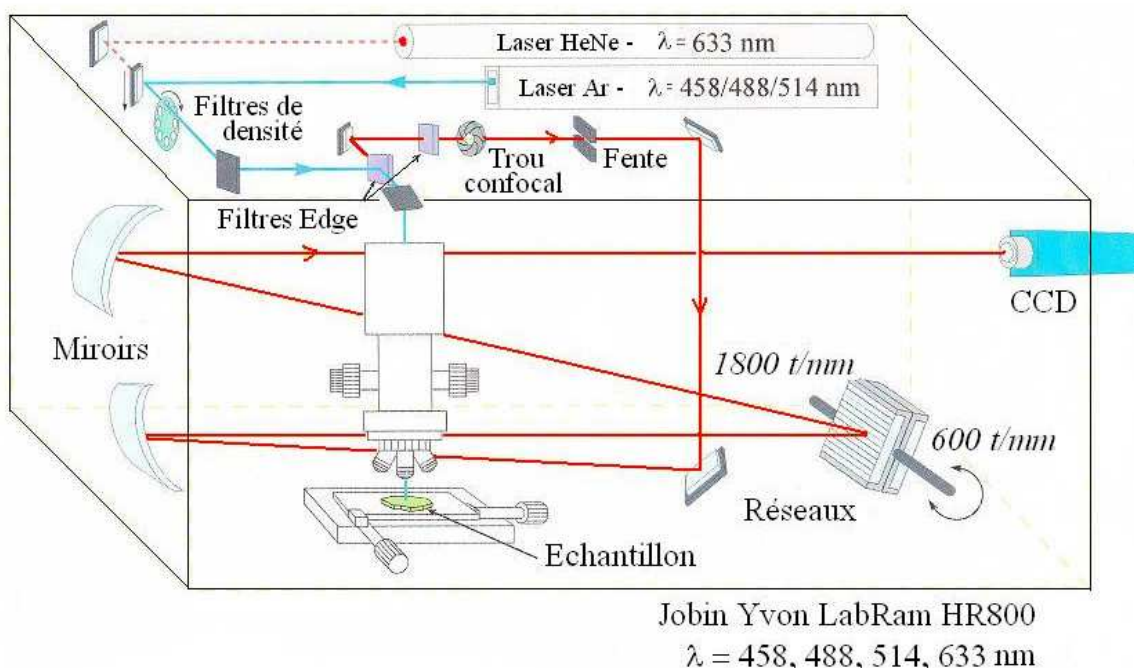 Laser HeNe - λ = 633 nm
Laser Ar - λ = 458/488/514 nm
Filtres de
densité
Trou
confocal
Fente
Filtres Edge
CCD
Miroirs
1800 t/mm
600 t/mm
Réseaux
Echantillon
Jobin Yvon LabRam HR800
λ = 458, 488, 514, 633 nm